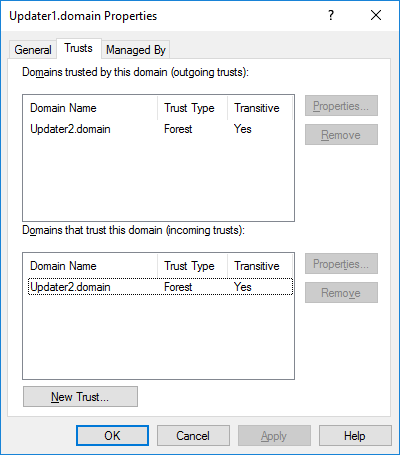 Updater1.domain Properties
General Trusts Managed By
Domains trusted by this domain (outgoing trusts):
Domain Name Trust Type Transitive
Updater2.domain Forest Yes
Properties...
Remove
Domains that trust this domain (incoming trusts):
Domain Name Trust Type Transitive
Updater2.domain Forest Yes
Properties...
Remove
New Trust...
OK Cancel Apply Help